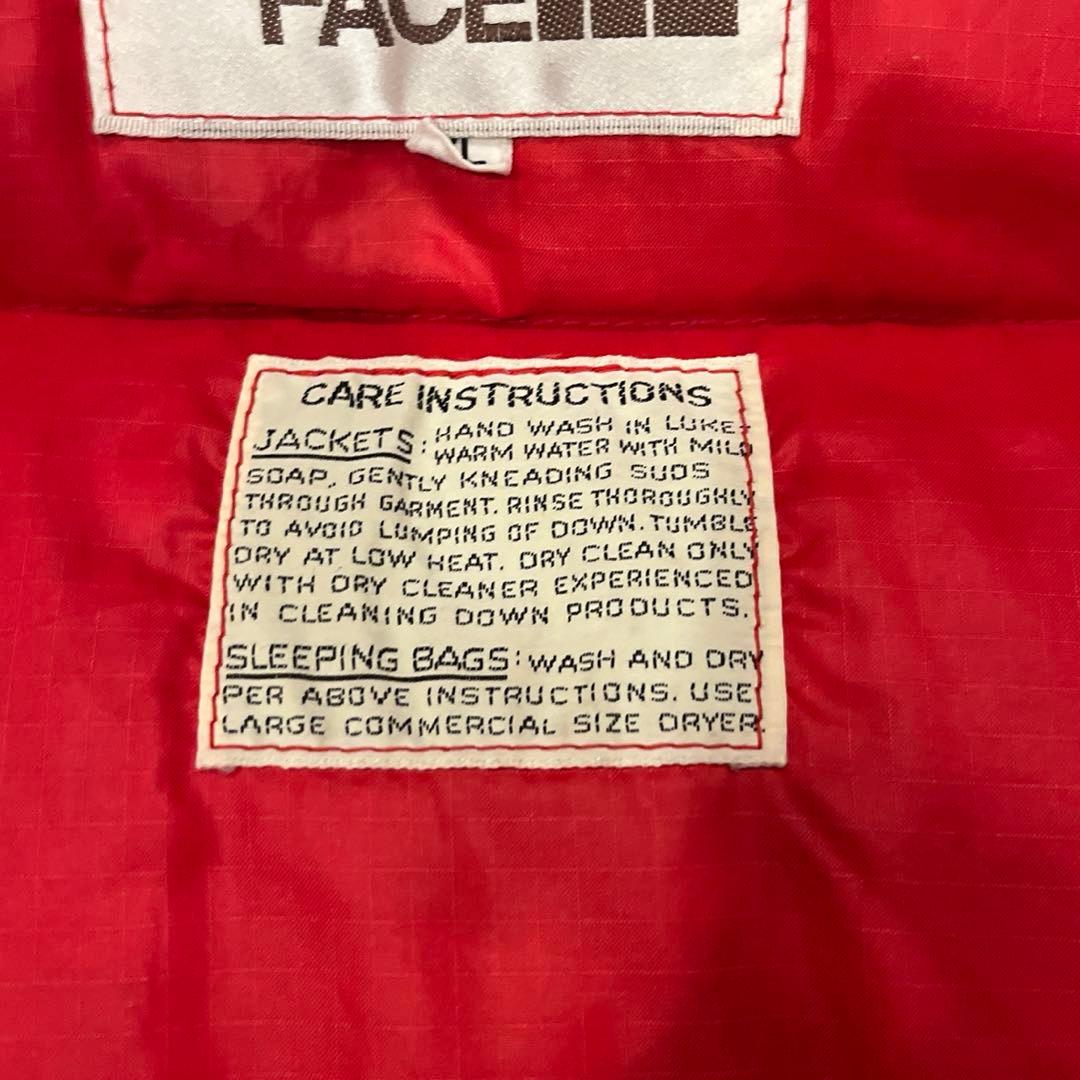 FACE
L
CARE INSTRUCTIONS
JACKETS: HAND WASH IN LUKE-
WARM WATER WITH MILD
SOAP, GENTLY KNEADING SUDS
THROUGH GARMENT. RINSE THOROUGHLY
TO AVOID LUMPING OF DOWN. TUMBLE
DRY AT LOW HEAT. DRY CLEAN ONLY
WITH DRY CLEANER EXPERIENCED
IN CLEANING DOWN PRODUCTS.
SLEEPING BAGS: WASH AND DRY
PER ABOVE INSTRUCTIONS. USE
LARGE COMMERCIAL SIZE DRYER.